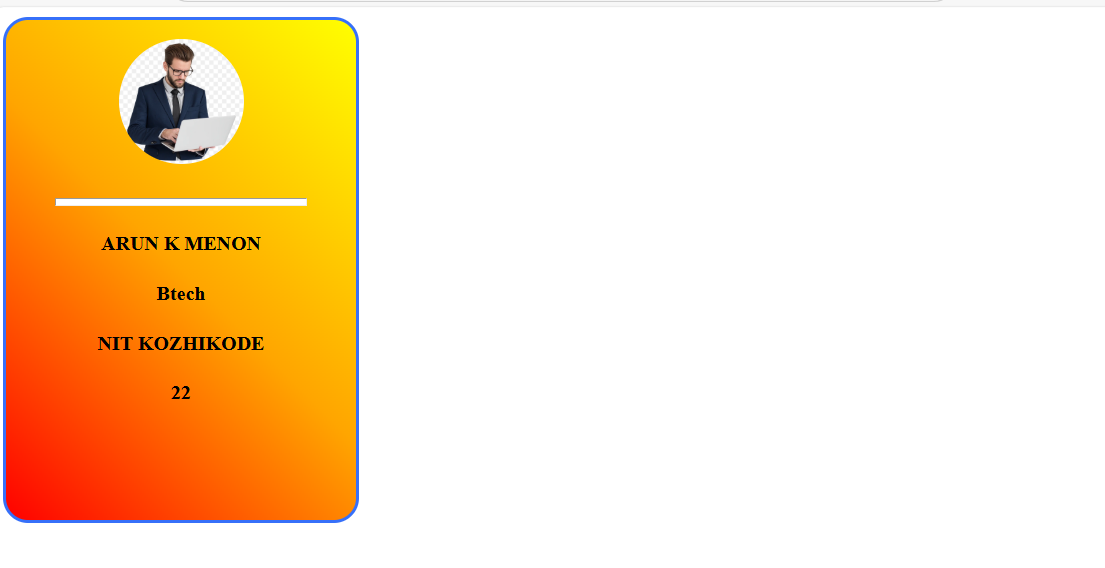 ARUN K MENON
Btech
NIT KOZHIKODE
22